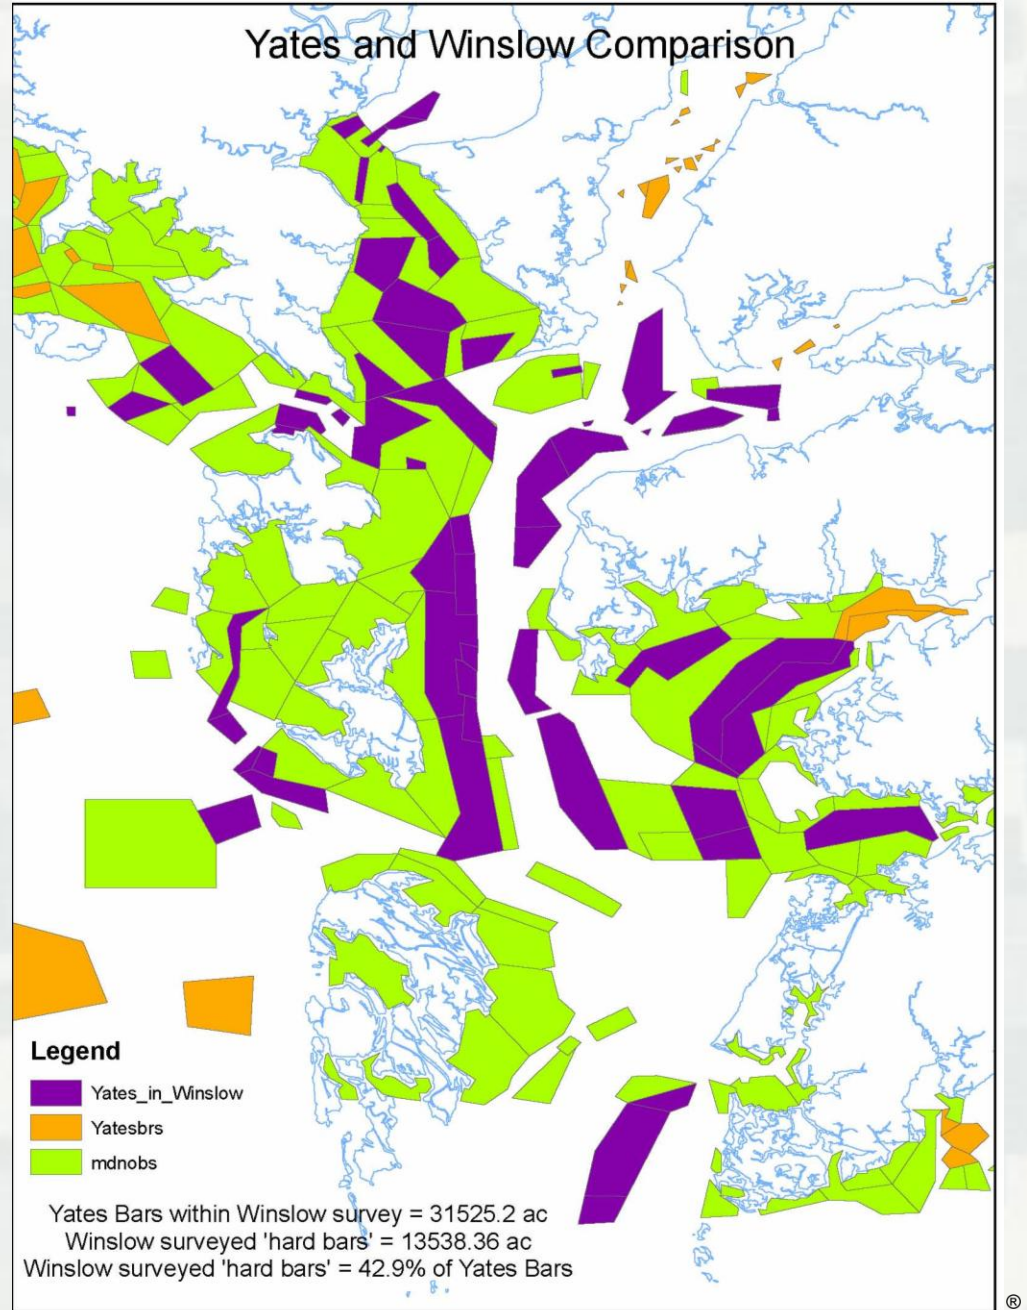 Yates and Winslow Comparison
Legend
Yates_in_Winslow
Yatesbrs
mdnobs
Yates Bars within Winslow survey = 31525.2 ac
Winslow surveyed 'hard bars' = 13538.36 ac
Winslow surveyed 'hard bars' = 42.9% of Yates Bars
®